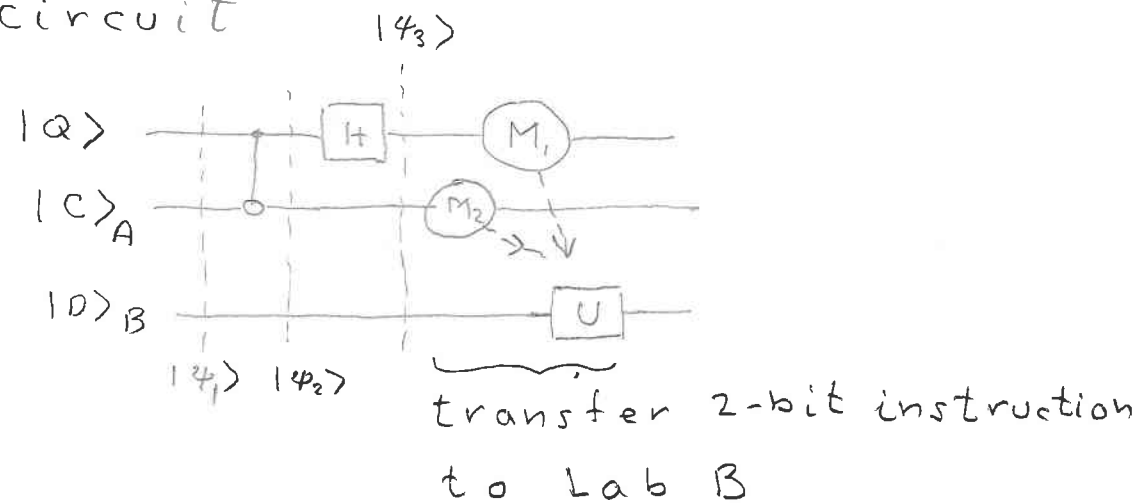 circuit
|ψ₃>
|Q> H M₁
|C>A M₂
|D>B U
|ψ₁> |ψ₂>
transfer 2-bit instruction
to Lab B